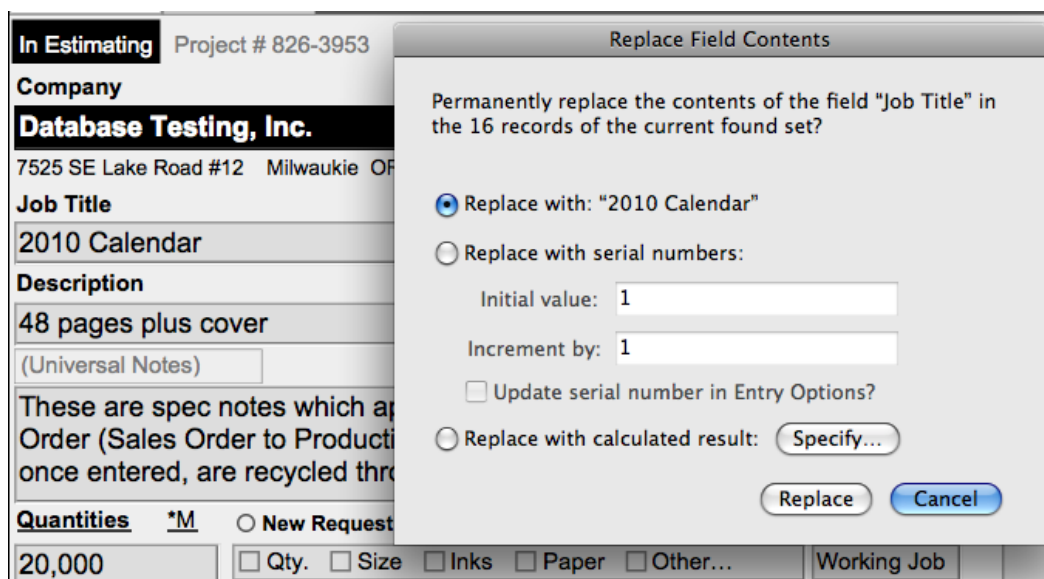 In Estimating Project # 826-3953
Company
Database Testing, Inc.
7525 SE Lake Road #12 Milwaukie
Job Title
2010 Calendar
Description
48 pages plus cover
(Universal Notes)
These are spec notes which
Order (Sales Order to
once entered, are recycled
Quantities *M New Request
20,000 Qty. Size Inks Paper Other... Working Job
Replace Field Contents
Permanently replace the contents of the field “Job Title” in
the 16 records of the current found set?
Replace with: “2010 Calendar”
Replace with serial numbers:
Initial value: 1
Increment by: 1
Update serial number in Entry Options?
Replace with calculated result: Specify...
Replace Cancel